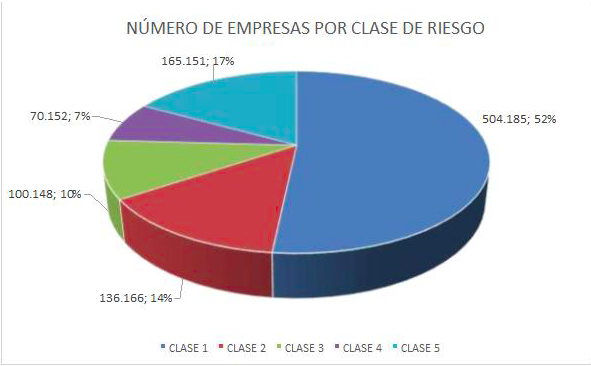 NÚMERO DE EMPRESAS POR CLASE DE RIESGO
165.151; 17%
70.152; 7%
504.185; 52%
100.148; 10%
136.166; 14%
CLASE 1 CLASE 2 CLASE 3 CLASE 4 CLASE 5